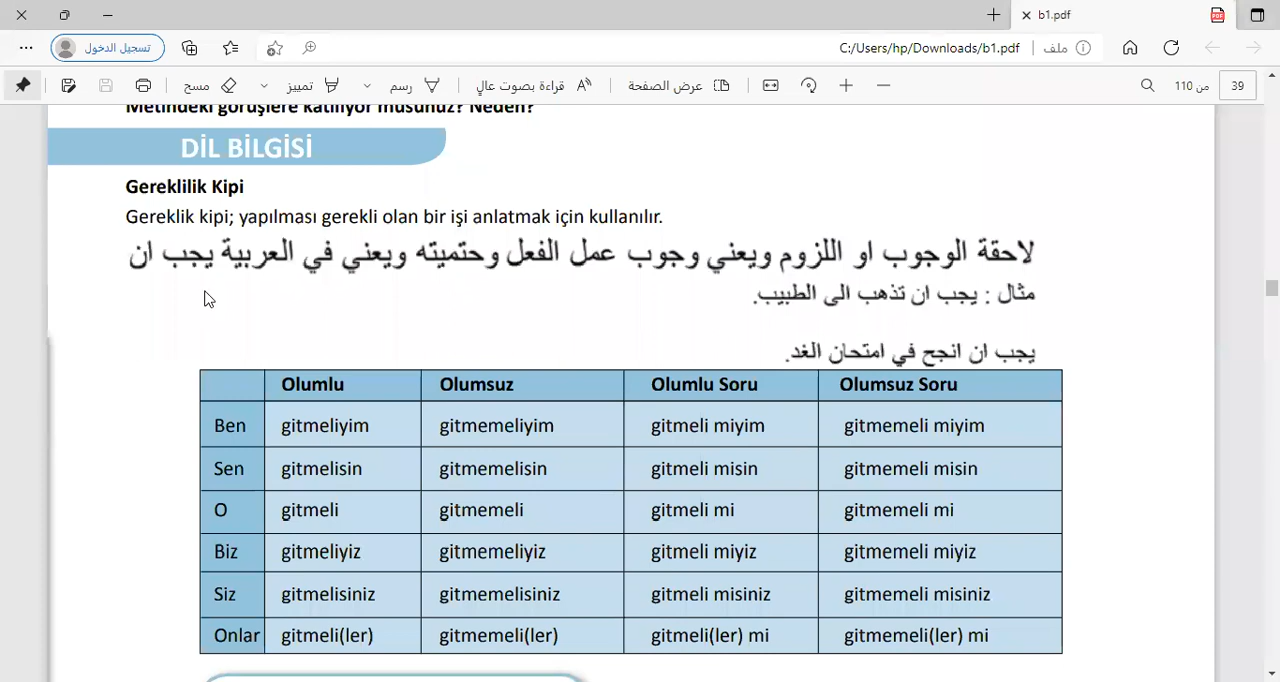 b1.pdf
تسجيل الدخول
C:/Users/hp/Downloads/b1.pdf
ملف
مسح
تمييز
رسم
قراءة بصوت عالٍ
عرض الصفحة
من 110
39
Metindeki görüşlere katılıyor musunuz? Neden?
DİL BİLGİSİ
Gereklilik Kipi
Gereklik kipi; yapılması gerekli olan bir işi anlatmak için kullanılır.
لاحقة الوجوب او اللزوم ويعني وجوب عمل الفعل وحتميته ويعني في العربية يجب ان
مثال : يجب ان تذهب الى الطبيب.
يجب ان انجح في امتحان الغد.
Olumlu Olumsuz Olumlu Soru Olumsuz Soru
Ben gitmeliyim gitmemeliyim gitmeli miyim gitmemeli miyim
Sen gitmelisin gitmemelisin gitmeli misin gitmemeli misin
O gitmeli gitmemeli gitmeli mi gitmemeli mi
Biz gitmeliyiz gitmemeliyiz gitmeli miyiz gitmemeli miyiz
Siz gitmelisiniz gitmemelisiniz gitmeli misiniz gitmemeli misiniz
Onlar gitmeli(ler) gitmemeli(ler) gitmeli(ler) mi gitmemeli(ler) mi